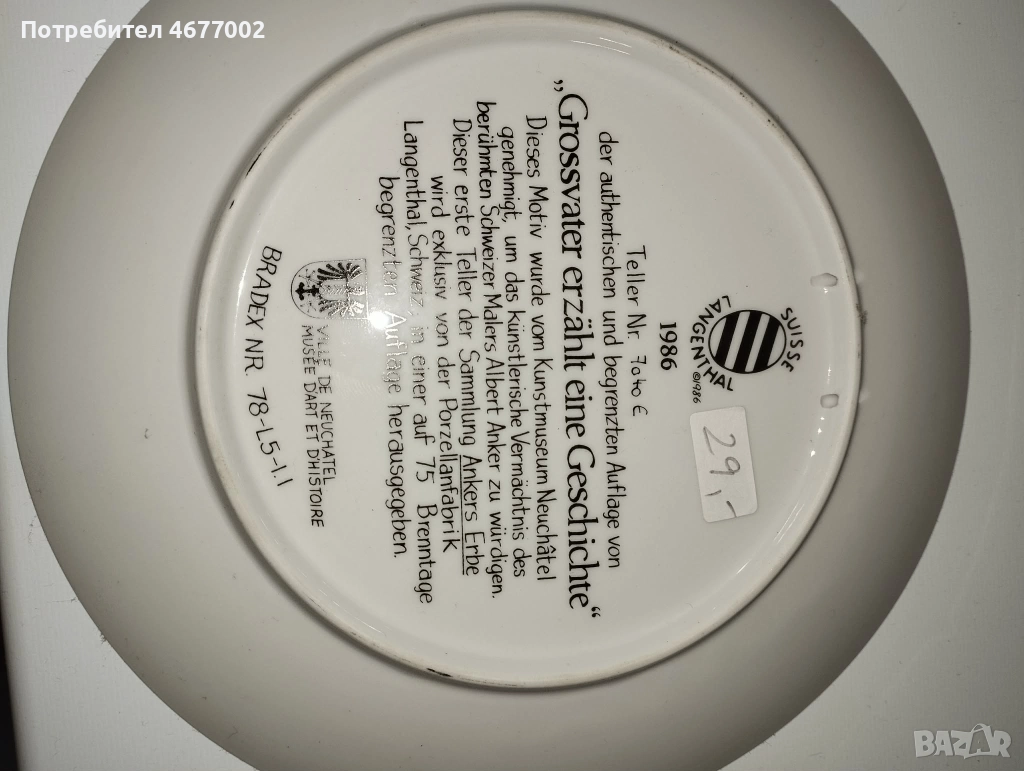 Потребител 4677002
SUISSE
LANGENTHAL
©1986
1986
29,-
Teller Nr. 7040 E
der authentischen und begrenzten Auflage von
„Grossvater erzählt eine Geschichte“
Dieses Motiv wurde vom Kunstmuseum Neuchâtel
genehmigt, um das künstlerische Vermächtnis des
berühmten Schweizer Malers Albert Anker zu würdigen.
Dieser erste Teller der Sammlung Ankers Erbe
wird exklusiv von der Porzellanfabrik
Langenthal, Schweiz, in einer auf 75 Brenntage
begrenzten Auflage herausgegeben.
VILLE DE NEUCHATEL
MUSÉE D'ART ET D'HISTOIRE
BRADEX NR. 78-L5-1.1
BAZAR